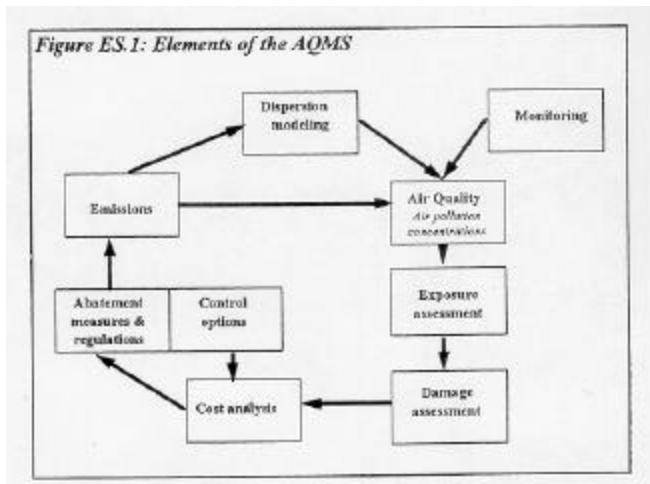 Figure ES.1: Elements of the AQMS
Dispersion
modeling
Monitoring
Emissions
Air Quality
Air pollution
concentrations
Abatement
measures &
regulations
Control
options
Exposure
assessment
Cost analysis
Damage
assessment